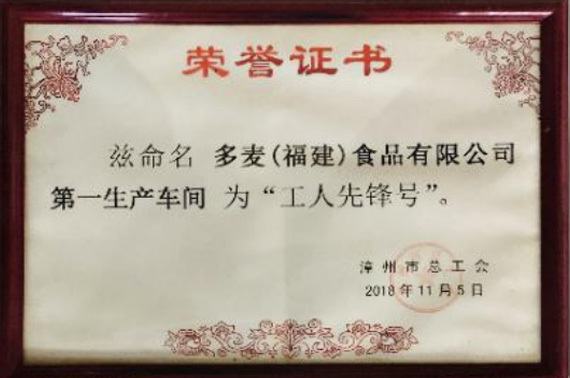 荣誉证书
兹命名 多麦(福建)食品有限公司
第一生产车间 为“工人先锋号”。
漳州市总工会
2018年11月5日